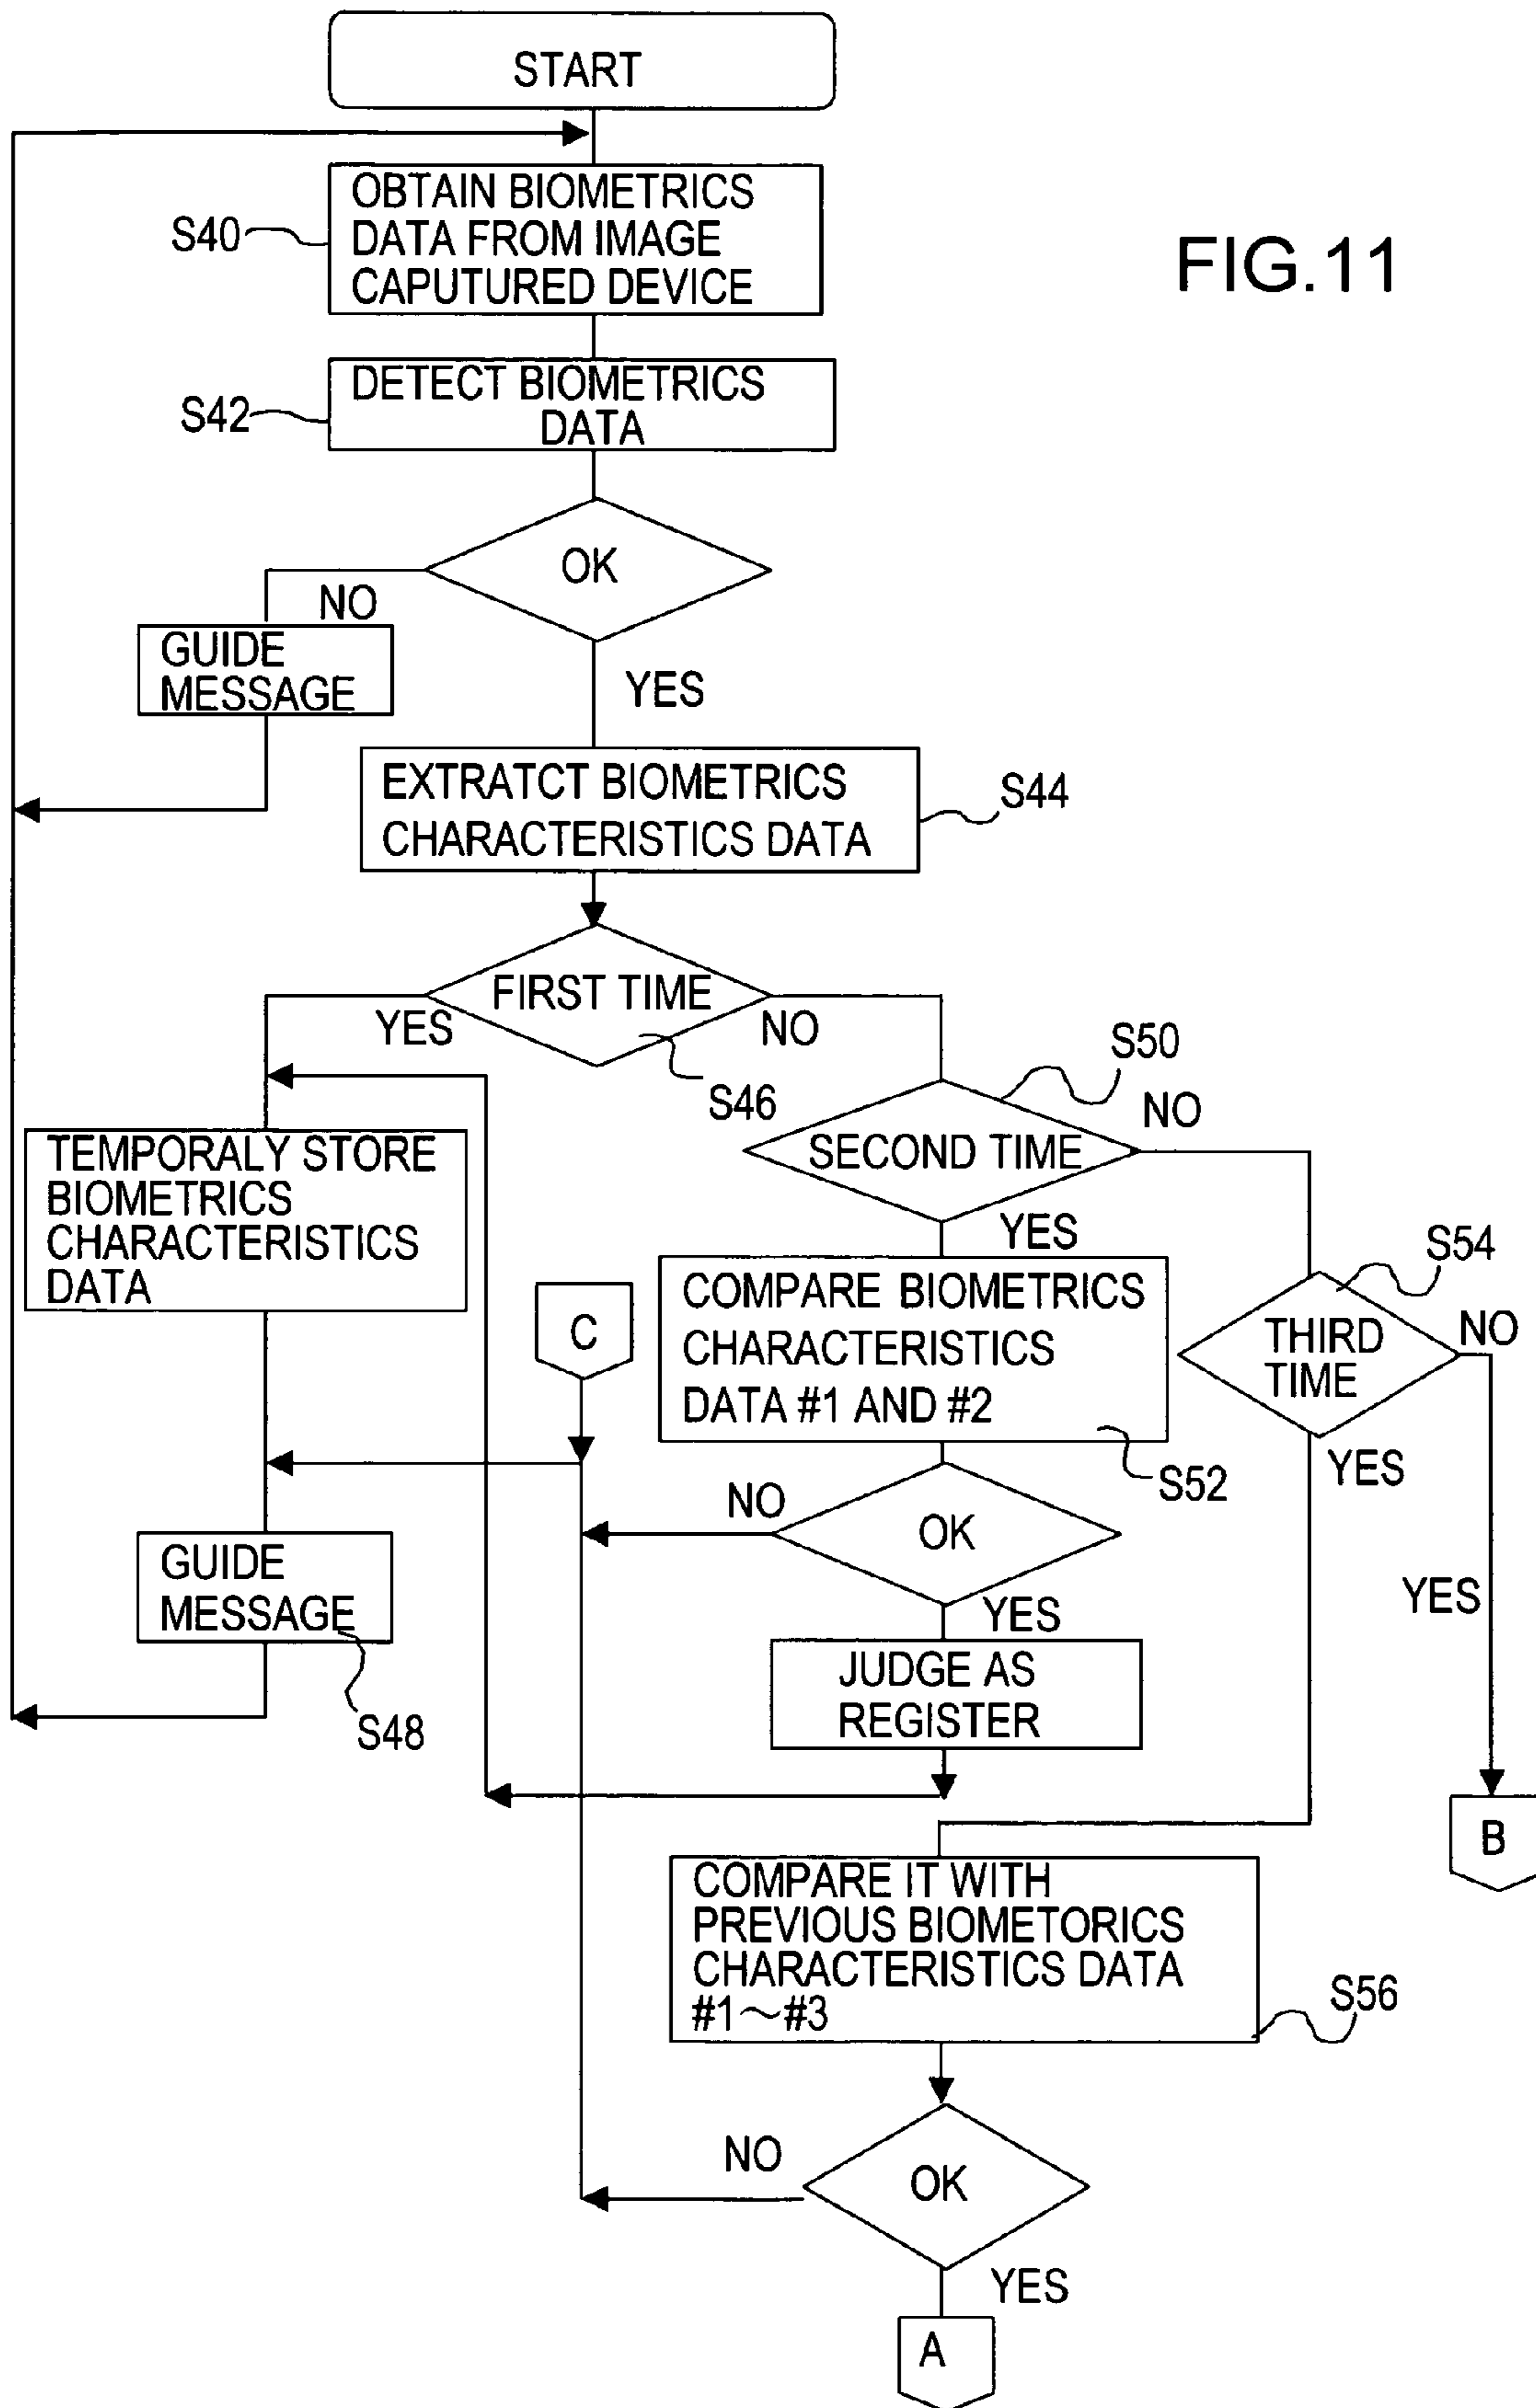 START
FIG.11
OBTAIN BIOMETRICS
DATA FROM IMAGE
CAPUTURED DEVICE
S40
DETECT BIOMETRICS
DATA
S42
OK
NO
GUIDE
MESSAGE
YES
EXTRATCT BIOMETRICS
CHARACTERISTICS DATA
S44
FIRST TIME
YES
NO
S46
S50
SECOND TIME
NO
YES
TEMPORALY STORE
BIOMETRICS
CHARACTERISTICS
DATA
C
COMPARE BIOMETRICS
CHARACTERISTICS
DATA #1 AND #2
S52
S54
THIRD
TIME
NO
YES
NO
OK
YES
GUIDE
MESSAGE
S48
JUDGE AS
REGISTER
YES
B
COMPARE IT WITH
PREVIOUS BIOMETORICS
CHARACTERISTICS DATA
#1～#3
S56
NO
OK
YES
A